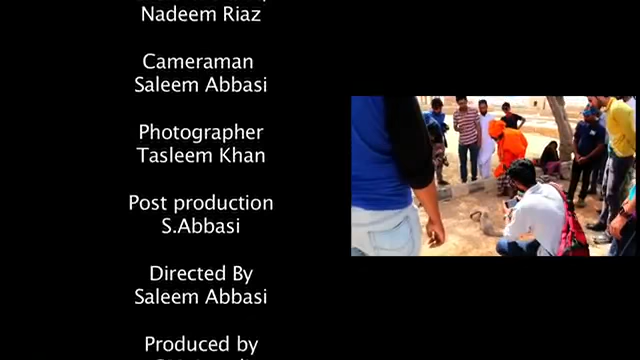 Nadeem Riaz
Cameraman
Saleem Abbasi
Photographer
Tasleem Khan
Post production
S.Abbasi
Directed By
Saleem Abbasi
Produced by